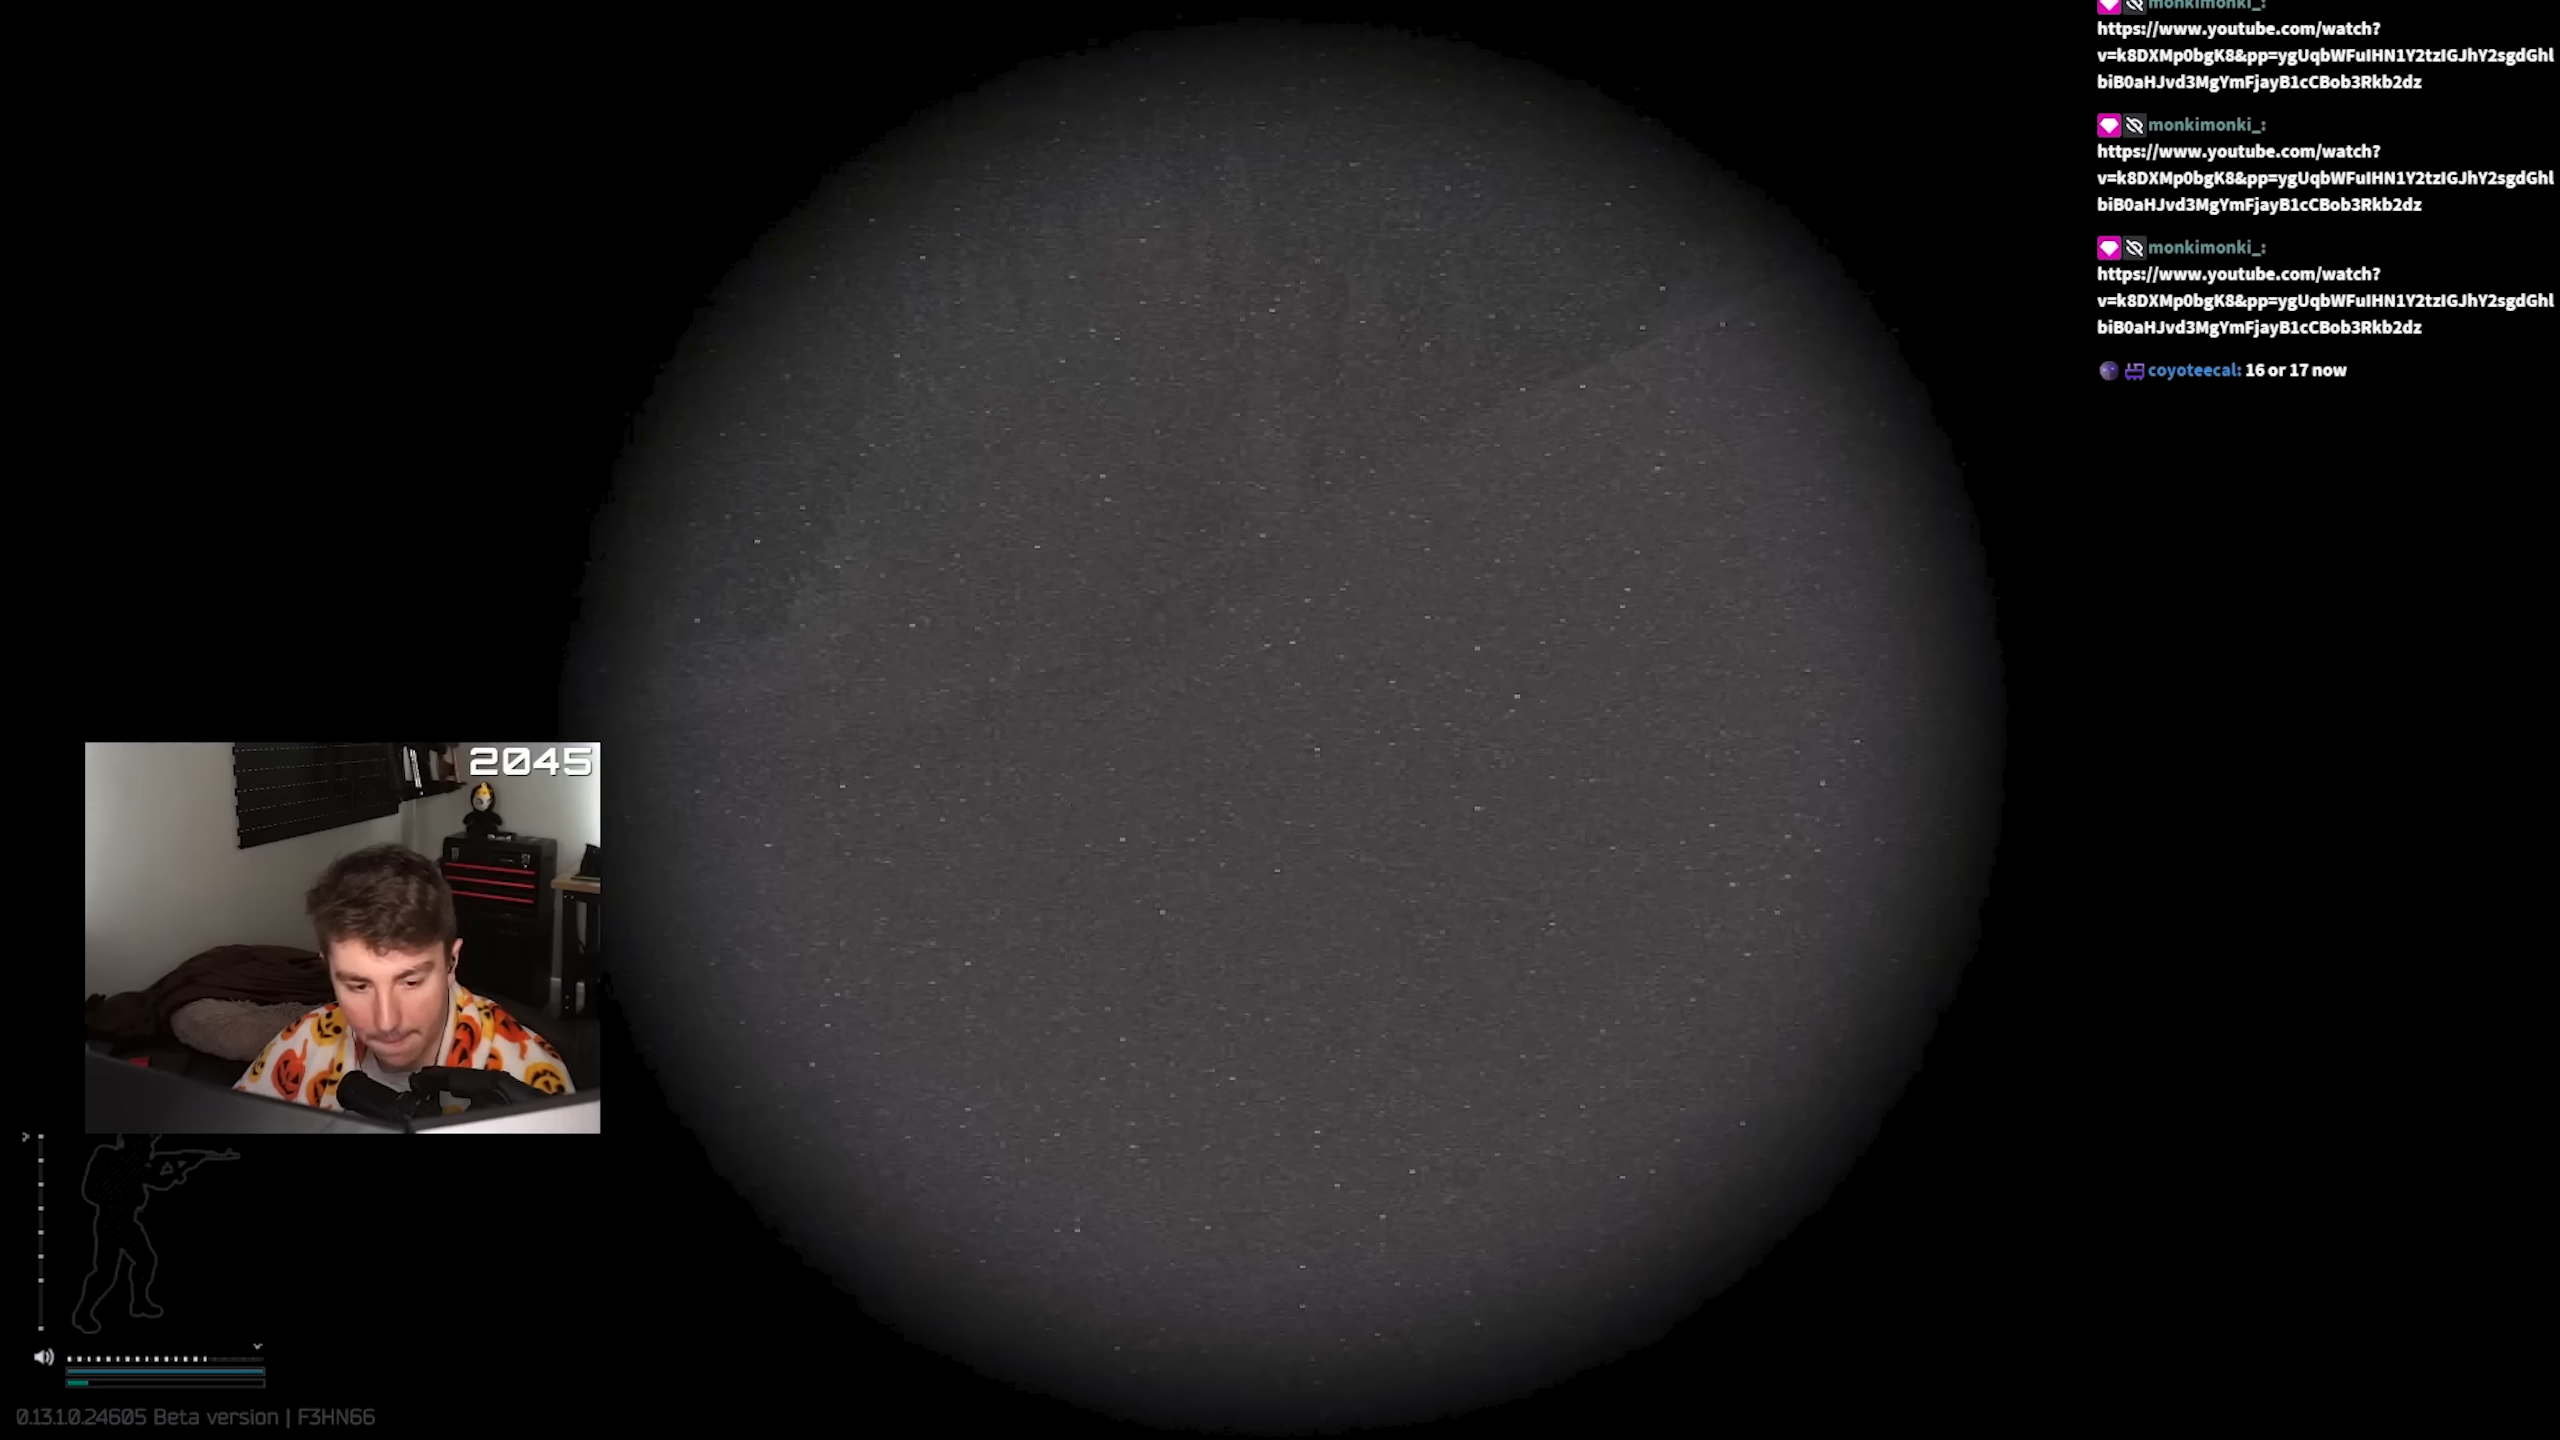 monkimonki_:
https://www.youtube.com/watch?
v=k8DXMp0bgK8&pp=ygUqbWFuIHN1Y2tzIGJhY2sgdGhl
biB0aHJvd3MgYmFjayB1cCBob3Rkb2dz
monkimonki_:
https://www.youtube.com/watch?
v=k8DXMp0bgK8&pp=ygUqbWFuIHN1Y2tzIGJhY2sgdGhl
biB0aHJvd3MgYmFjayB1cCBob3Rkb2dz
monkimonki_:
https://www.youtube.com/watch?
v=k8DXMp0bgK8&pp=ygUqbWFuIHN1Y2tzIGJhY2sgdGhl
biB0aHJvd3MgYmFjayB1cCBob3Rkb2dz
coyoteecal: 16 or 17 now
2045
0.13.1.0.24605 Beta version | F3HN66